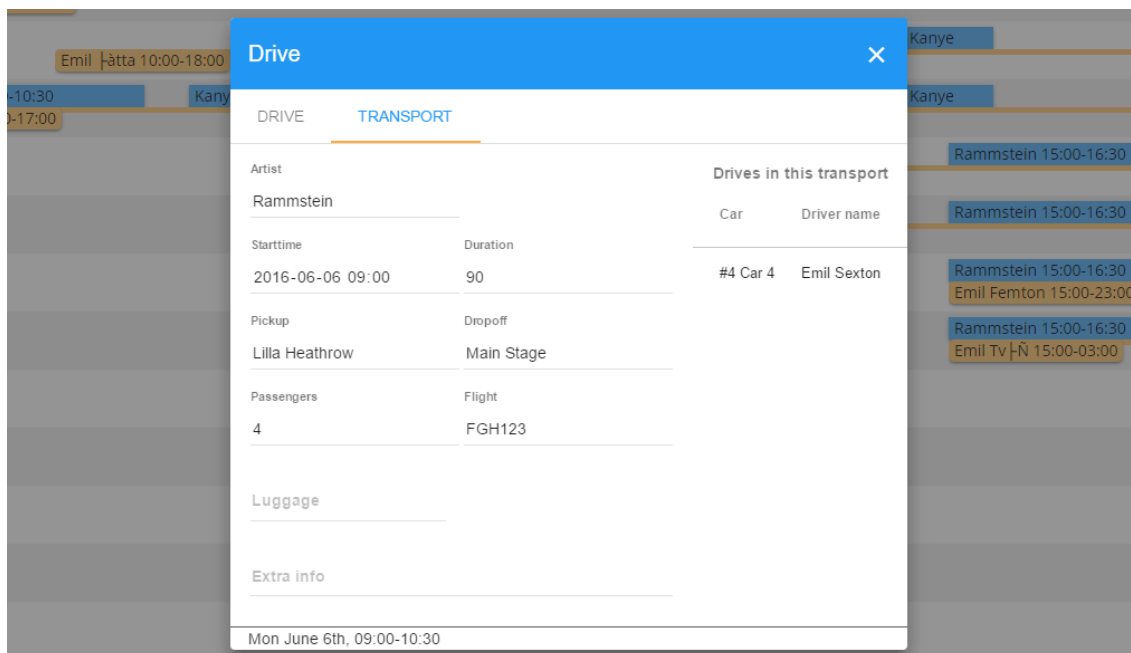 Drive
DRIVE TRANSPORT
Artist
Rammstein
Starttime Duration
2016-06-06 09:00 90
Pickup Dropoff
Lilla Heathrow Main Stage
Passengers Flight
4 FGH123
Luggage
Extra info
Mon June 6th, 09:00-10:30
Drives in this transport
Car Driver name
#4 Car 4 Emil Sexton
Emil ├àtta 10:00-18:00
-10:30
Kany
-17:00
Kanye
Kanye
Rammstein 15:00-16:30
Rammstein 15:00-16:30
Rammstein 15:00-16:30
Emil Femton 15:00-23:00
Rammstein 15:00-16:30
Emil Tv├Ñ 15:00-03:00